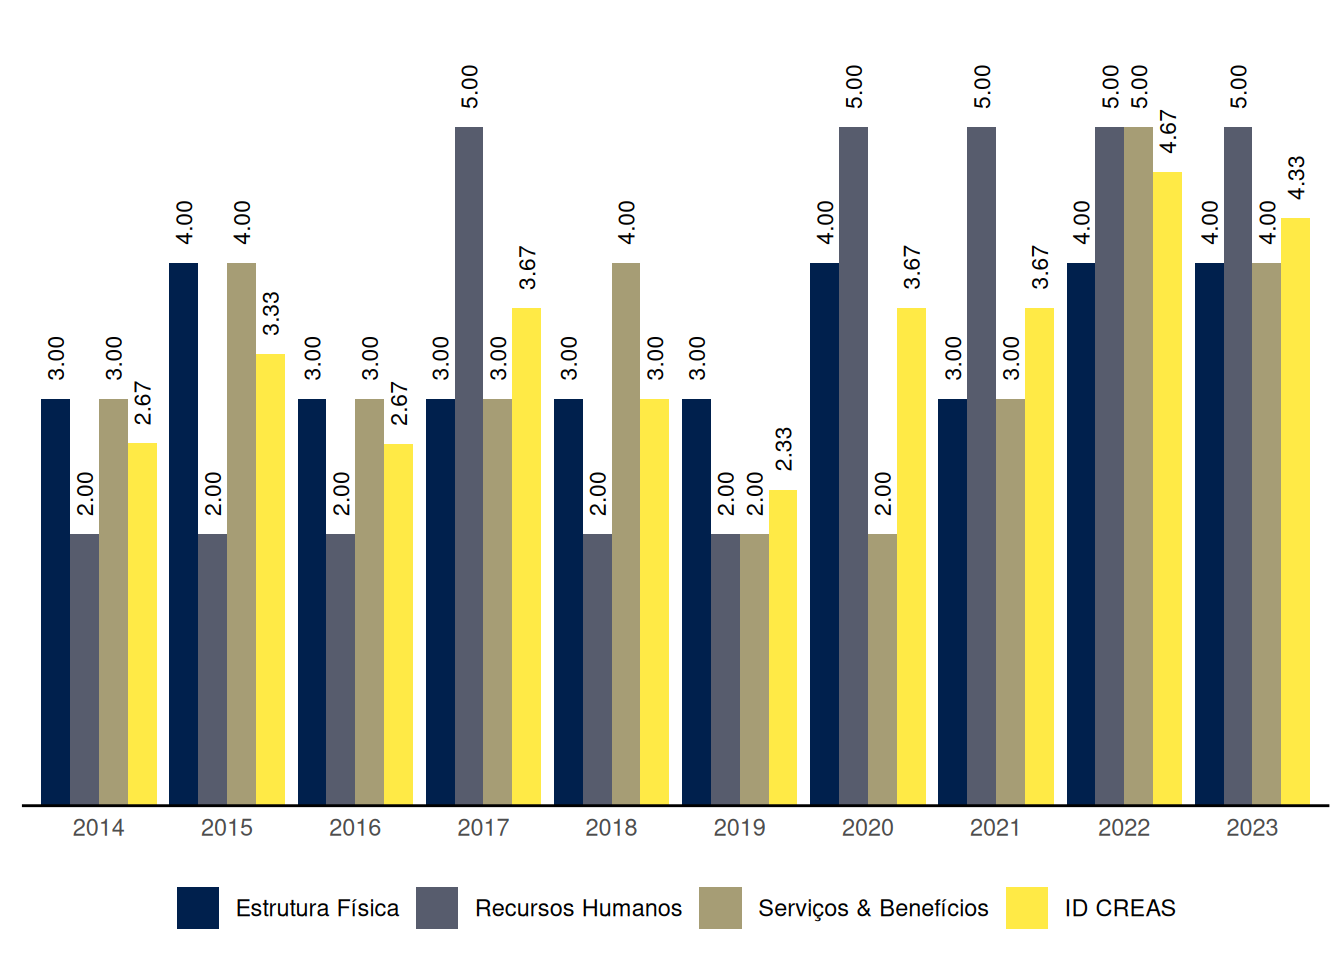 3.00 2.00 3.00 2.67
4.00 2.00 4.00 3.33
3.00 2.00 3.00 2.67
3.00 5.00 3.00 3.67
3.00 2.00 4.00 3.00
3.00 2.00 2.00 2.33
4.00 5.00 2.00 3.67
3.00 5.00 3.00 3.67
4.00 5.00 5.00 4.67
4.00 5.00 4.00 4.33
2014 2015 2016 2017 2018 2019 2020 2021 2022 2023
Estrutura Física Recursos Humanos Serviços & Benefícios ID CREAS